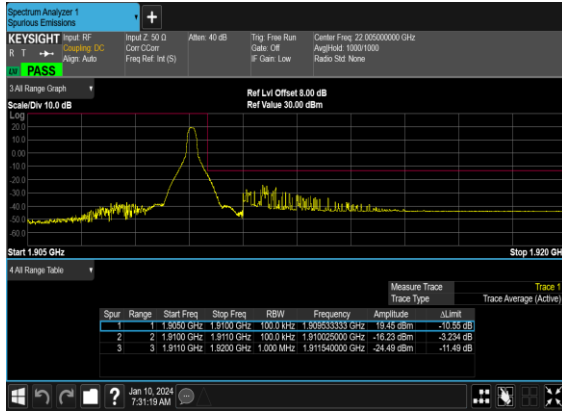 Spectrum Analyzer 1
Spurious Emissions
+
KEYSIGHT Input: RF Input Z: 50 Ω Atten: 40 dB Trig: Free Run Center Freq: 22.005000000 GHz
R T Coupling: DC Corr CCorr Gate: Off Avg|Hold: 1000/1000
Align: Auto Freq Ref: Int (S) IF Gain: Low Radio Std: None
LXI PASS
3 All Range Graph Ref Lvl Offset 8.00 dB
Scale/Div 10.0 dB Ref Value 30.00 dBm
Log
20.0
10.0
0.00
-10.0
-20.0
-30.0
-40.0
-50.0
-60.0
Start 1.905 GHz Stop 1.920 GH
4 All Range Table
Measure Trace Trace 1
Trace Type Trace Average (Active)
Spur Range Start Freq Stop Freq RBW Frequency Amplitude ΔLimit
1 1 1.9050 GHz 1.9100 GHz 100.0 kHz 1.909533333 GHz 19.45 dBm -10.55 dB
2 2 1.9100 GHz 1.9110 GHz 100.0 kHz 1.910025000 GHz -16.23 dBm -3.234 dB
3 3 1.9110 GHz 1.9200 GHz 1.000 MHz 1.911540000 GHz -24.49 dBm -11.49 dB
? Jan 10, 2024
7:31:19 AM